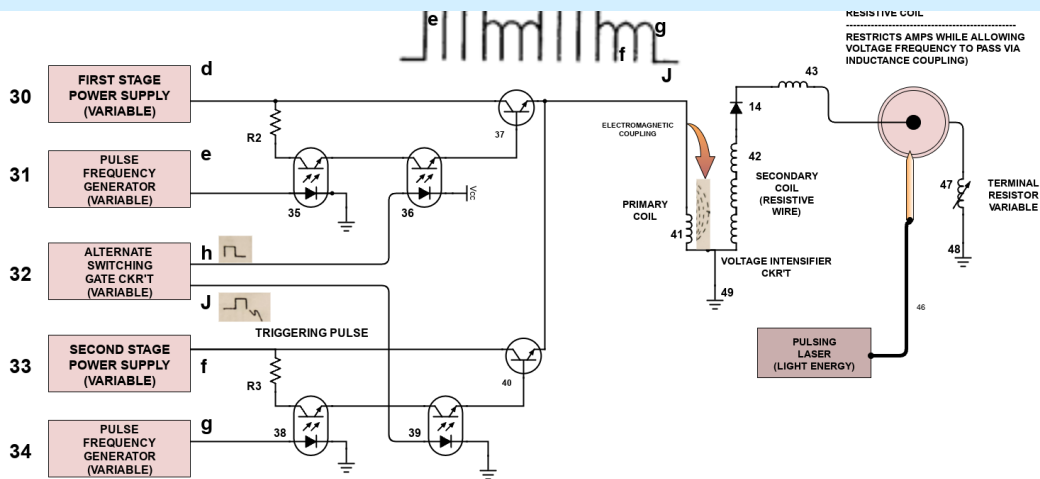 RESISTIVE COIL
RESTRICTS AMPS WHILE ALLOWING
VOLTAGE FREQUENCY TO PASS VIA
INDUCTANCE COUPLING)
e
g
f
J
30
FIRST STAGE
POWER SUPPLY
(VARIABLE)
d
R2
37
43
14
ELECTROMAGNETIC
COUPLING
31
PULSE
FREQUENCY
GENERATOR
(VARIABLE)
e
35
36
Vcc
42
SECONDARY
COIL
(RESISTIVE
WIRE)
PRIMARY
COIL
41
47
TERMINAL
RESISTOR
VARIABLE
48
32
ALTERNATE
SWITCHING
GATE CKR'T
(VARIABLE)
h
J
TRIGGERING PULSE
VOLTAGE INTENSIFIER
CKR'T
49
46
33
SECOND STAGE
POWER SUPPLY
(VARIABLE)
f
R3
40
PULSING
LASER
(LIGHT ENERGY)
34
PULSE
FREQUENCY
GENERATOR
(VARIABLE)
g
38
39